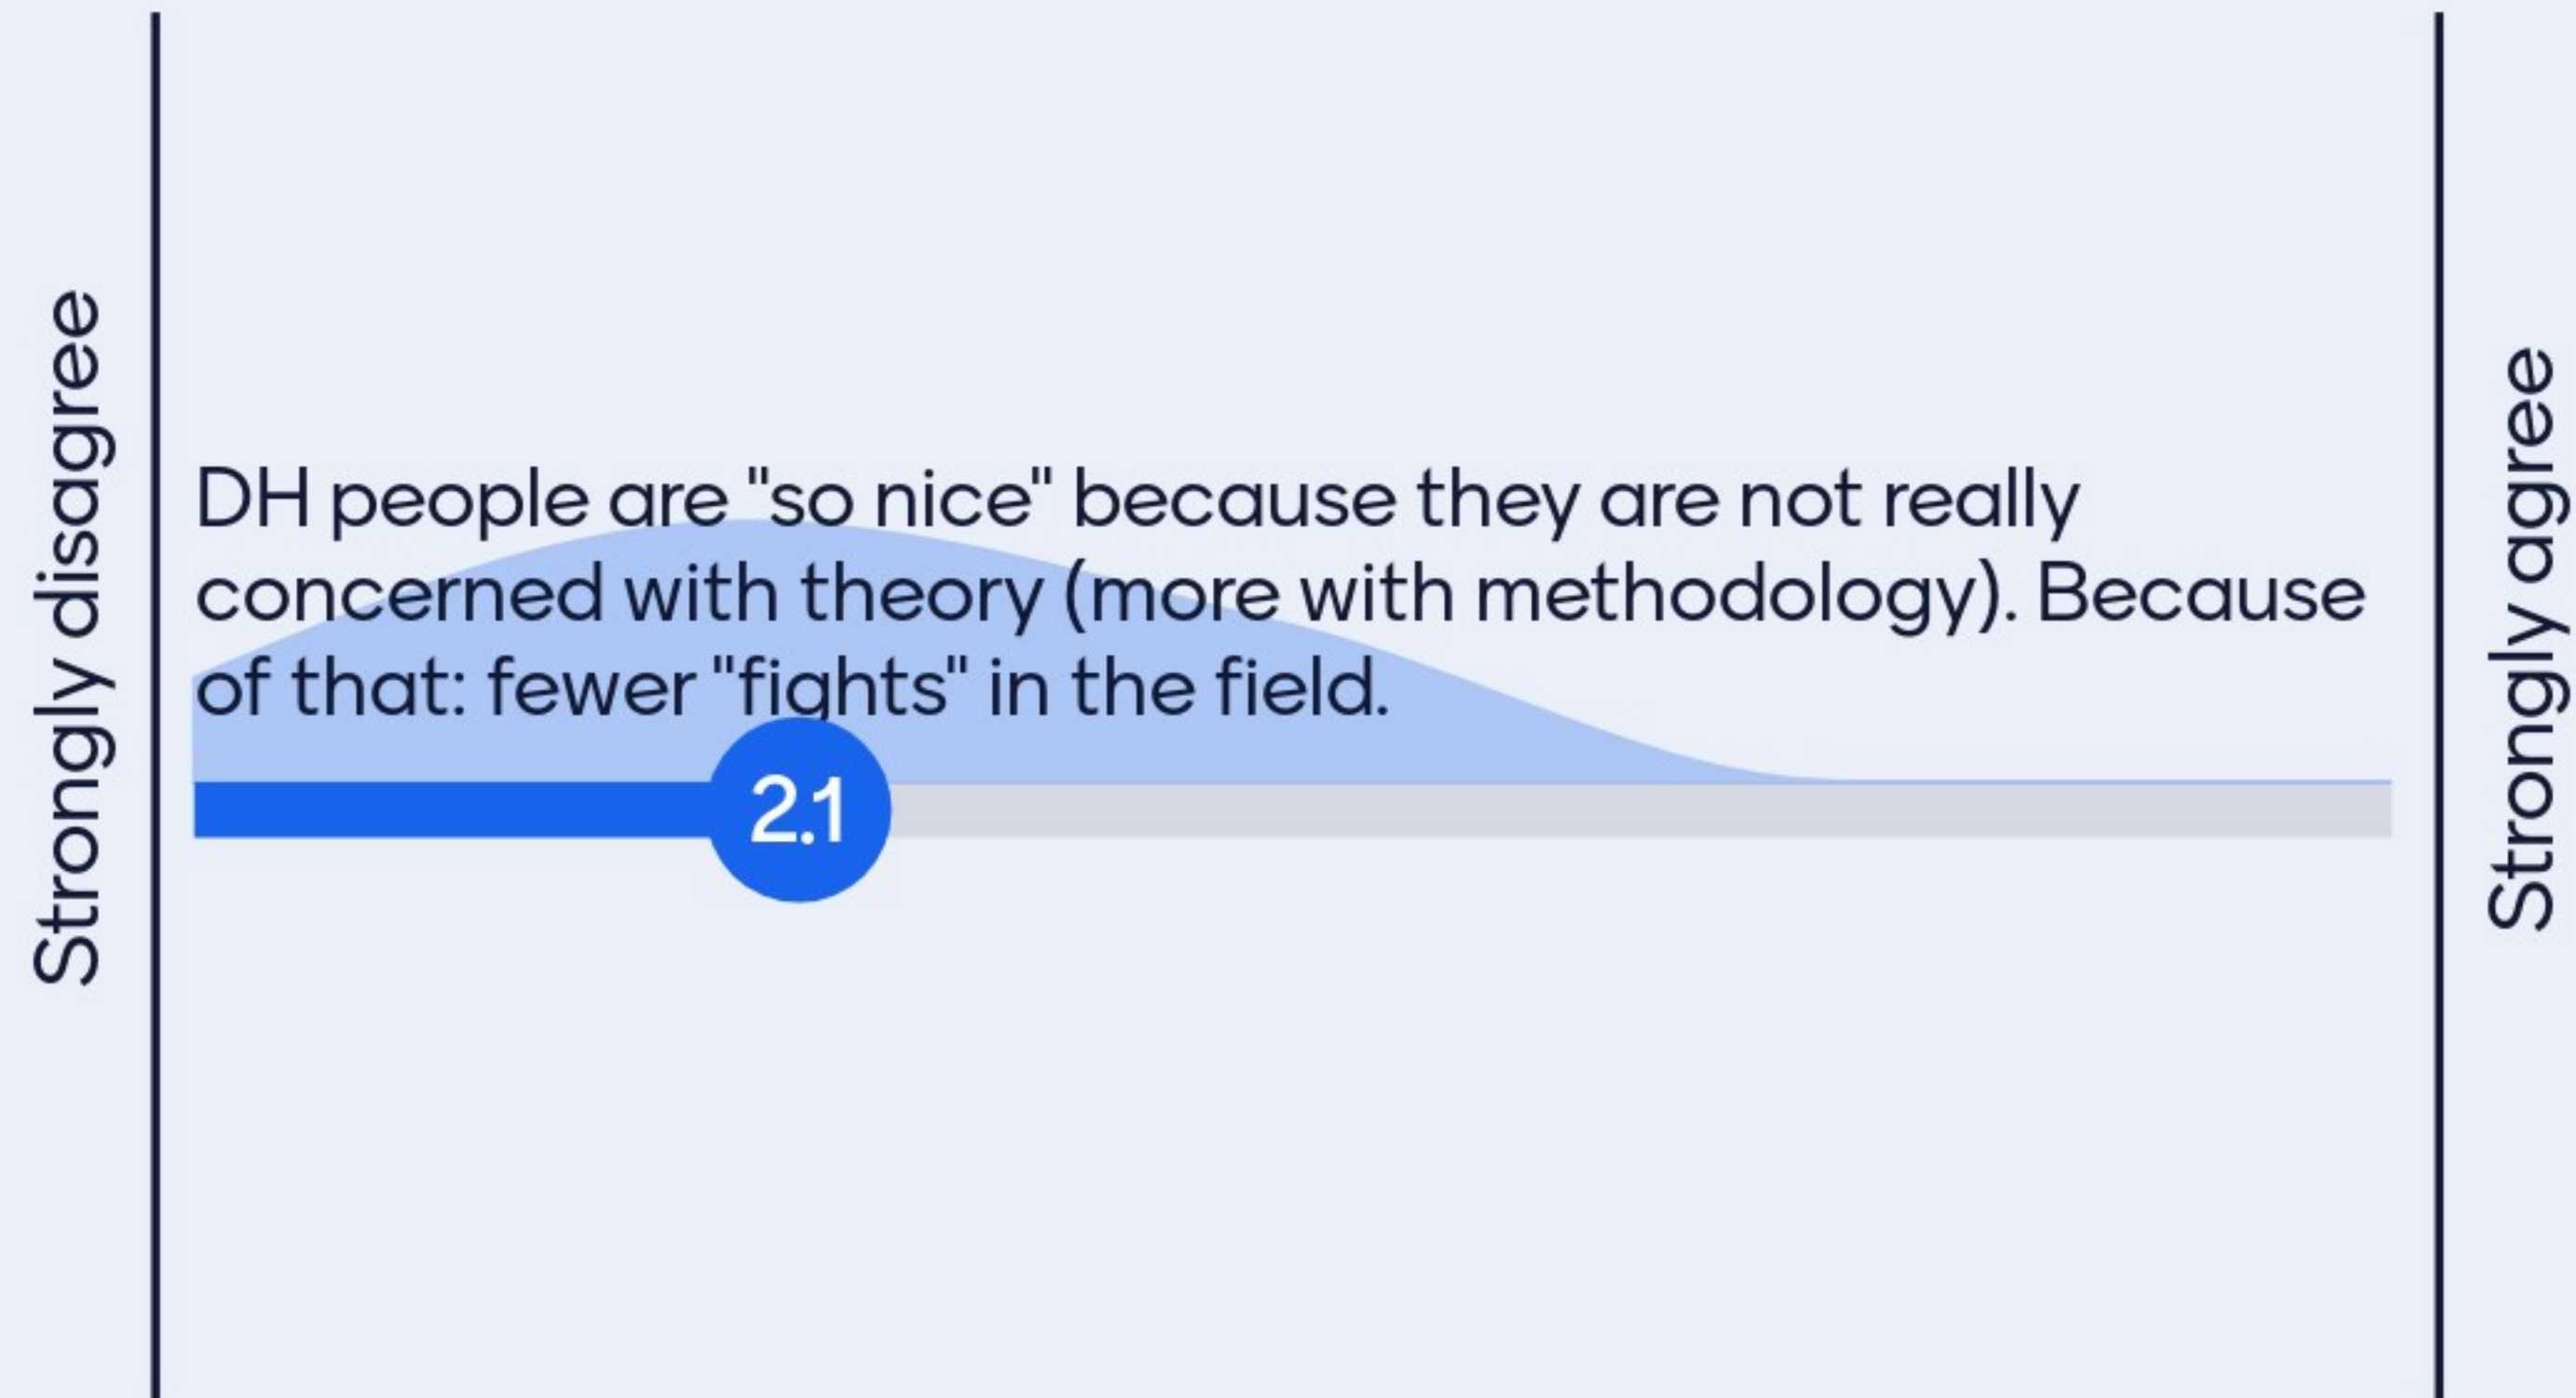 Strongly disagree
DH people are "so nice" because they are not really
concerned with theory (more with methodology). Because
of that: fewer "fights" in the field.
2.1
Strongly agree